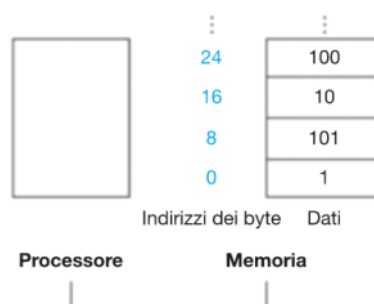 24 100
16 10
8 101
0 1
Indirizzi dei byte Dati
Processore Memoria